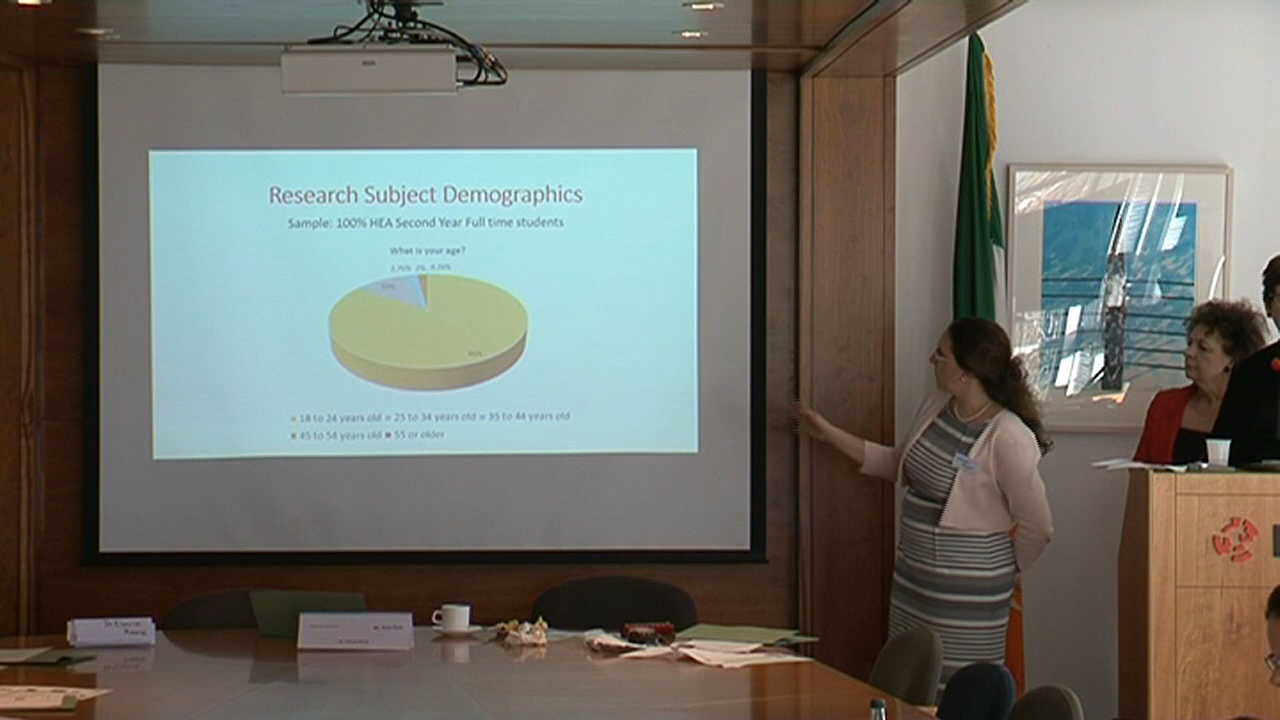 Research Subject Demographics
Sample: 100% HEA Second Year Full time students
What is your age?
18 to 24 years old 25 to 34 years old 35 to 44 years old
45 to 54 years old 55 or older